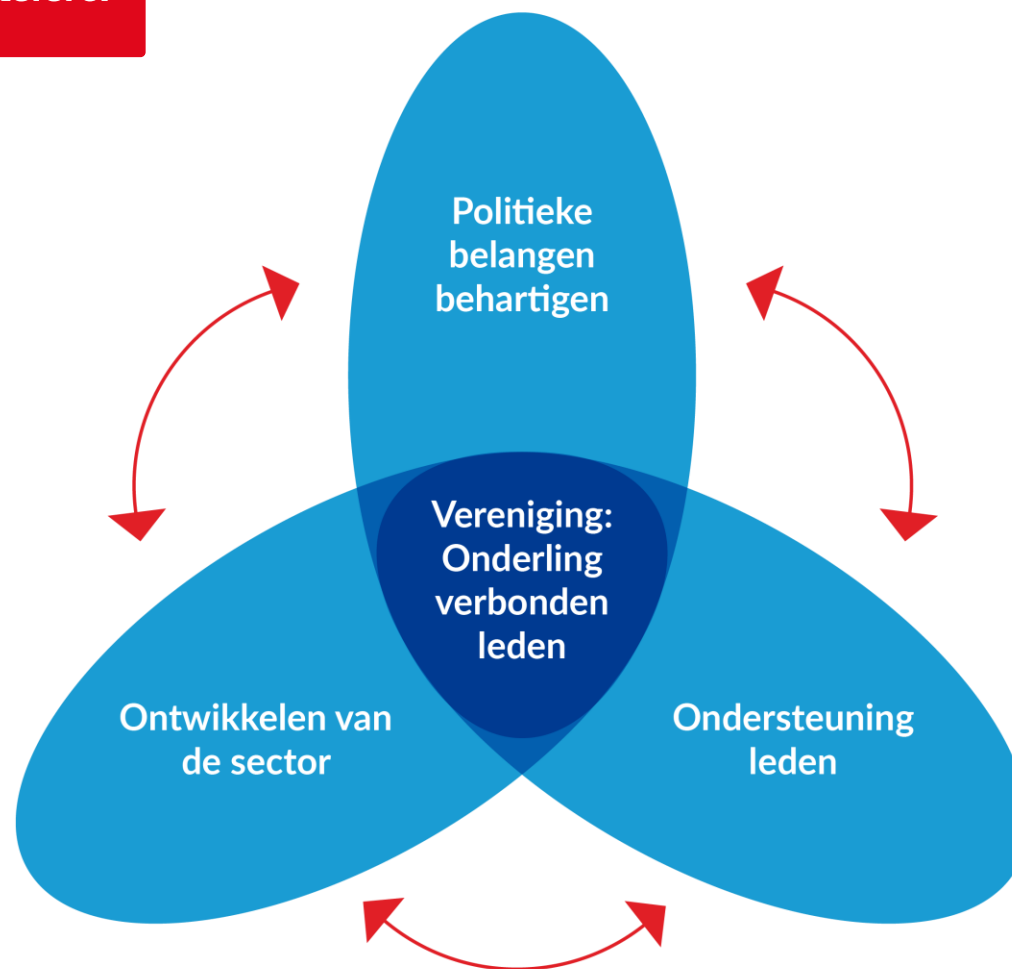 Politieke
belangen
behartigen
Vereniging:
Onderling
verbonden
leden
Ontwikkelen van
de sector
Ondersteuning
leden